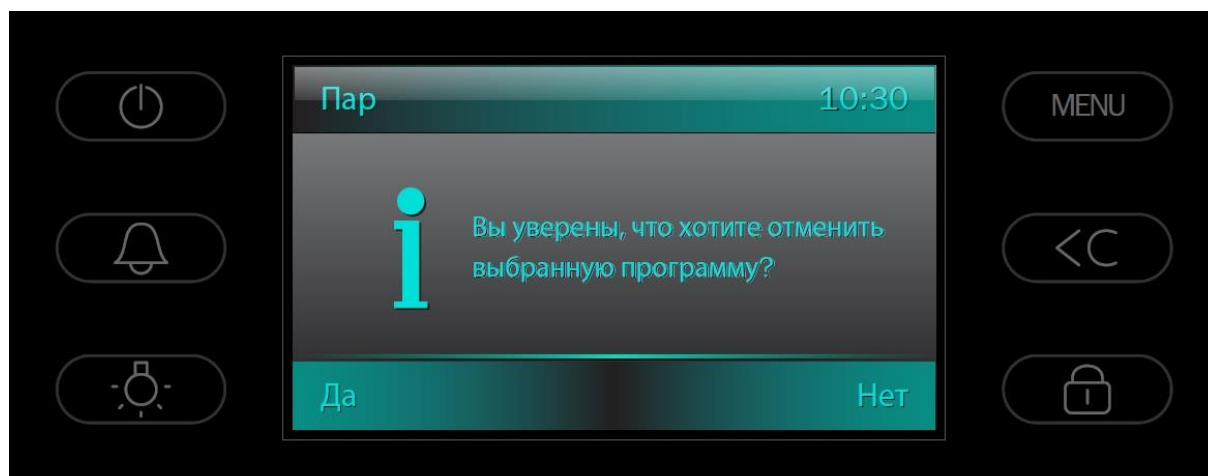 Пар 10:30
MENU
Вы уверены, что хотите отменить
выбранную программу?
<C
Да Нет